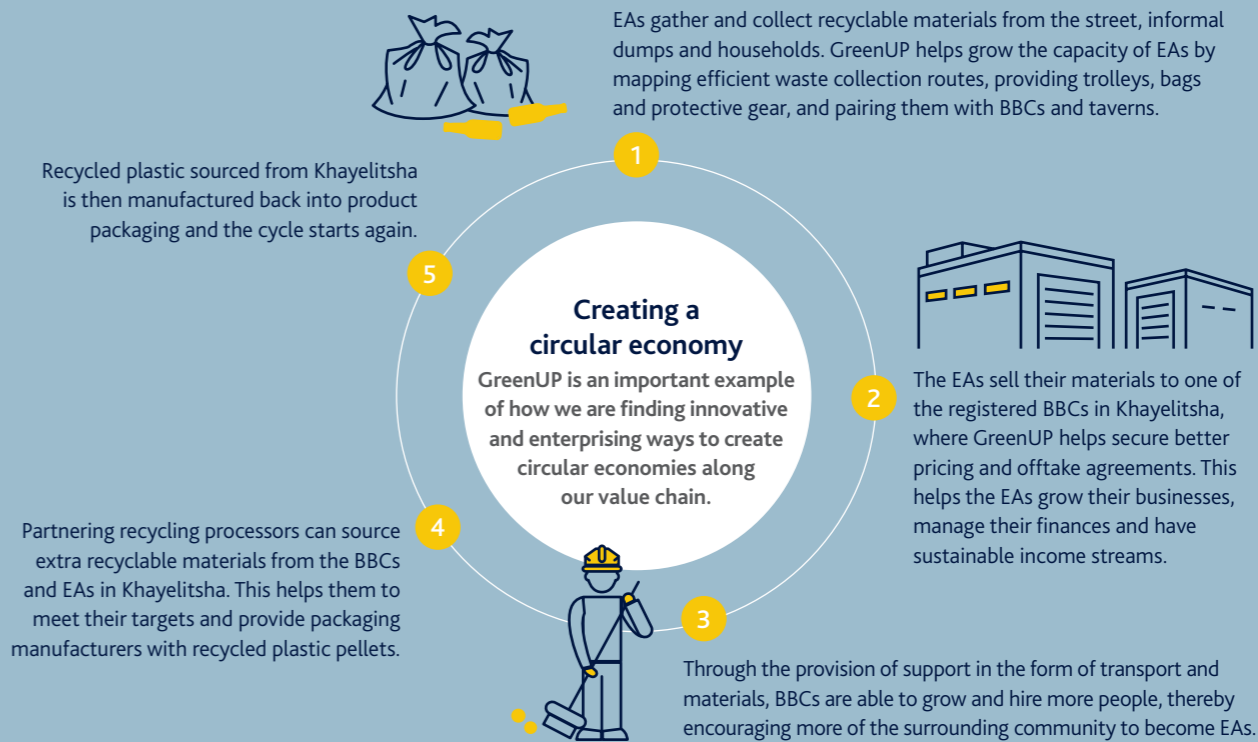 EAs gather and collect recyclable materials from the street, informal
dumps and households. GreenUP helps grow the capacity of EAs by
mapping efficient waste collection routes, providing trolleys, bags
and protective gear, and pairing them with BBCs and taverns.
1
The EAs sell their materials to one of
the registered BBCs in Khayelitsha,
where GreenUP helps secure better
pricing and offtake agreements. This
helps the EAs grow their businesses,
manage their finances and have
sustainable income streams.
2
Through the provision of support in the form of transport and
materials, BBCs are able to grow and hire more people, thereby
encouraging more of the surrounding community to become EAs.
3
Partnering recycling processors can source
extra recyclable materials from the BBCs
and EAs in Khayelitsha. This helps them to
meet their targets and provide packaging
manufacturers with recycled plastic pellets.
4
Recycled plastic sourced from Khayelitsha
is then manufactured back into product
packaging and the cycle starts again.
5
Creating a
circular economy
GreenUP is an important example
of how we are finding innovative
and enterprising ways to create
circular economies along
our value chain.